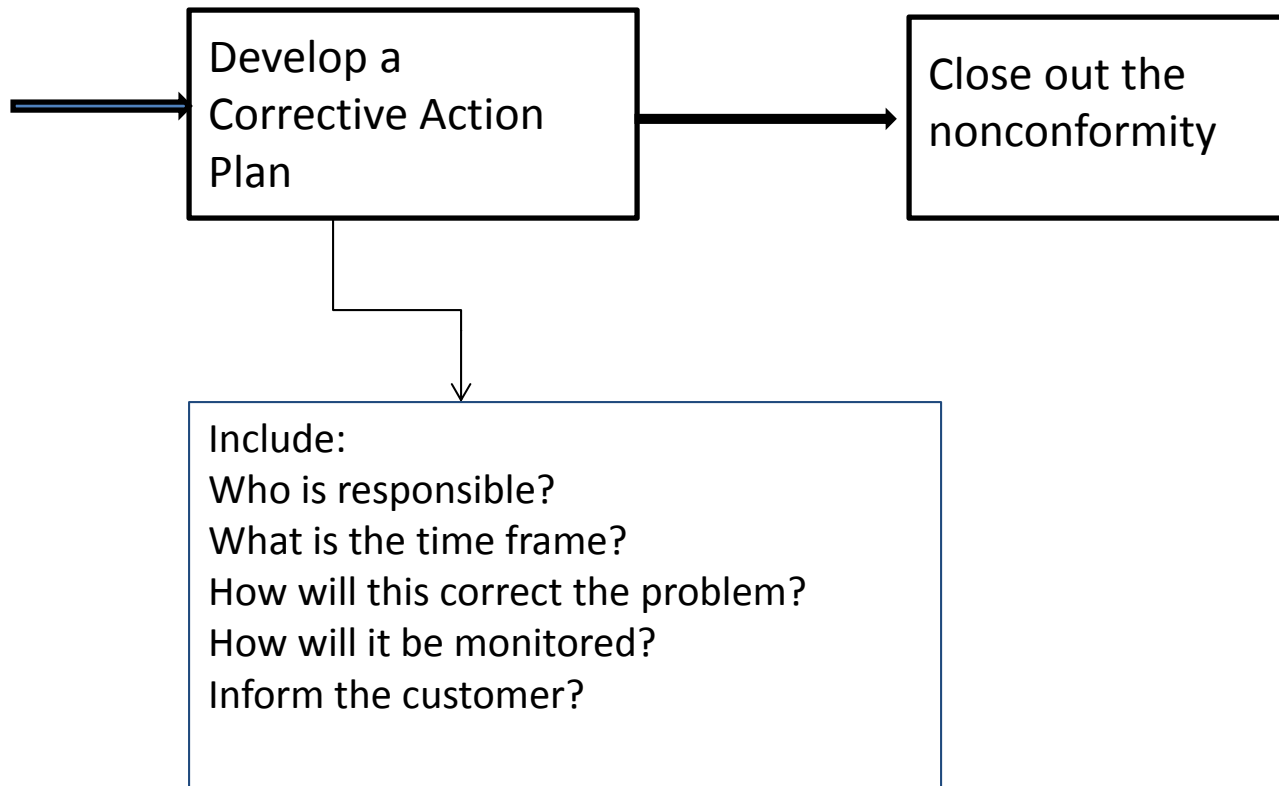 Develop a
Corrective Action
Plan
Close out the
nonconformity
Include:
Who is responsible?
What is the time frame?
How will this correct the problem?
How will it be monitored?
Inform the customer?